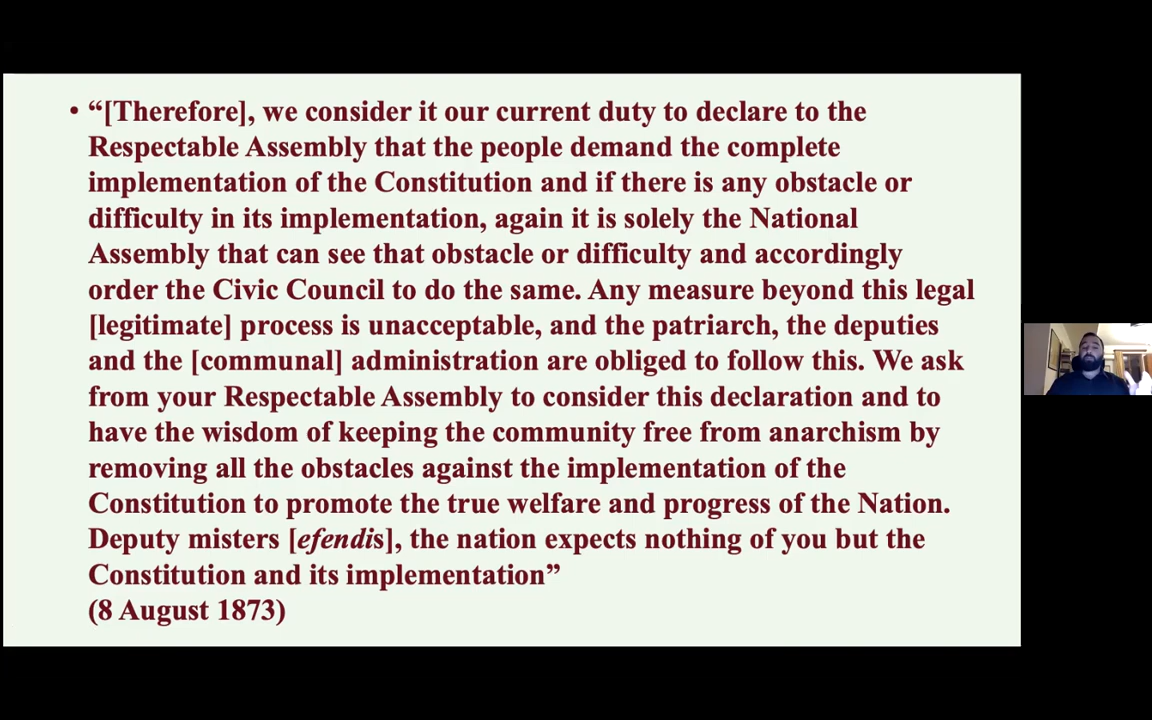 • “[Therefore], we consider it our current duty to declare to the
Respectable Assembly that the people demand the complete
implementation of the Constitution and if there is any obstacle or
difficulty in its implementation, again it is solely the National
Assembly that can see that obstacle or difficulty and accordingly
order the Civic Council to do the same. Any measure beyond this legal
[legitimate] process is unacceptable, and the patriarch, the deputies
and the [communal] administration are obliged to follow this. We ask
from your Respectable Assembly to consider this declaration and to
have the wisdom of keeping the community free from anarchism by
removing all the obstacles against the implementation of the
Constitution to promote the true welfare and progress of the Nation.
Deputy misters [efendis], the nation expects nothing of you but the
Constitution and its implementation”
(8 August 1873)